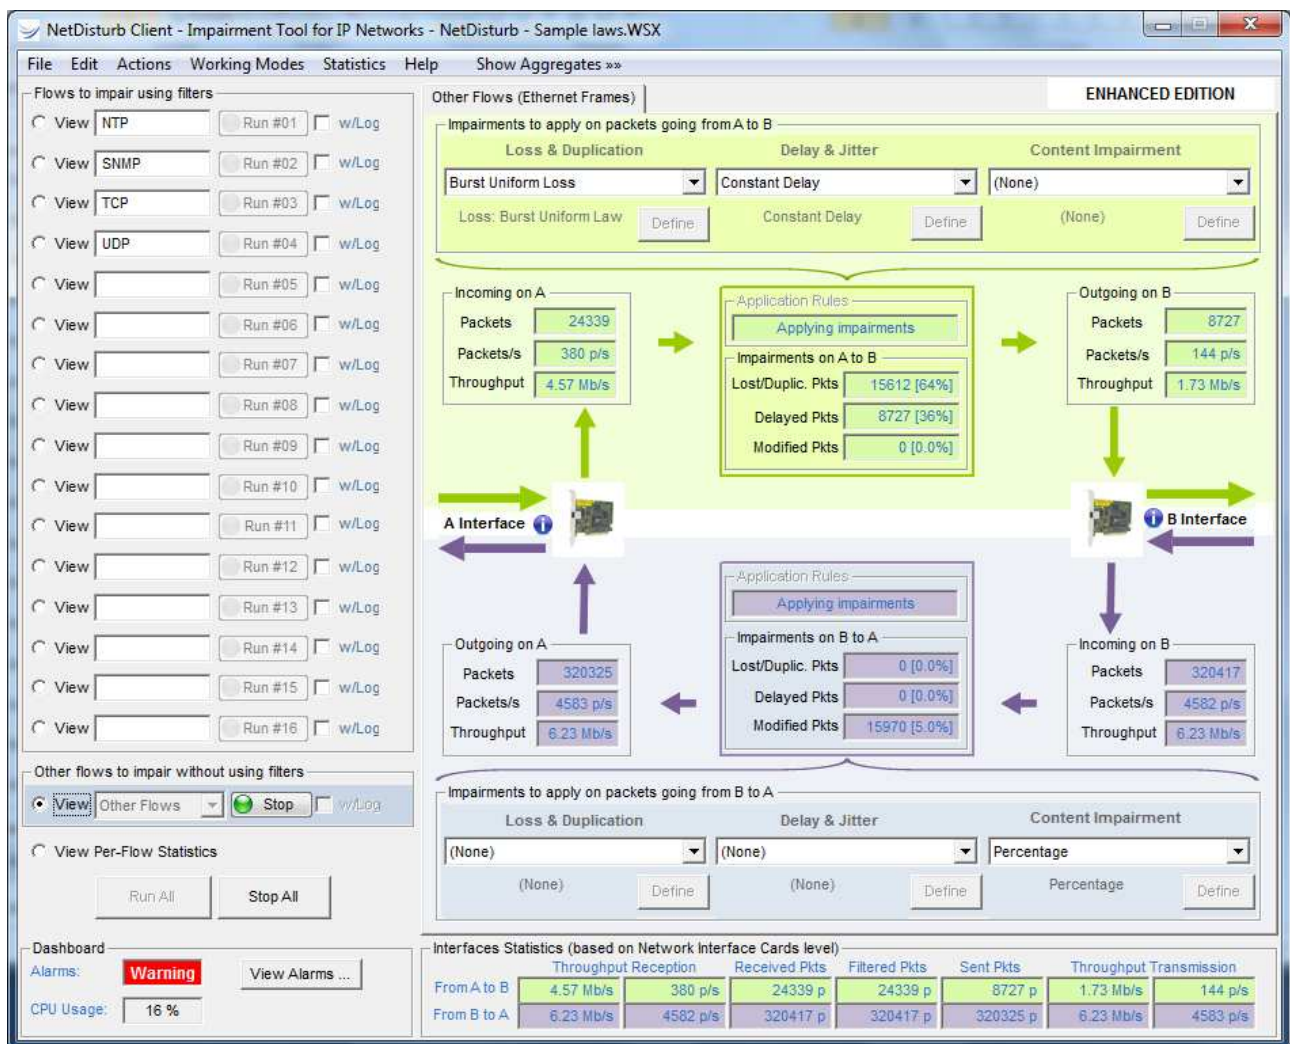 NetDisturb Client - Impairment Tool for IP Networks - NetDisturb - Sample laws.WSX
File Edit Actions Working Modes Statistics Help Show Aggregates »»
Flows to impair using filters
View NTP Run #01 w/Log
View SNMP Run #02 w/Log
View TCP Run #03 w/Log
View UDP Run #04 w/Log
View Run #05 w/Log
View Run #06 w/Log
View Run #07 w/Log
View Run #08 w/Log
View Run #09 w/Log
View Run #10 w/Log
View Run #11 w/Log
View Run #12 w/Log
View Run #13 w/Log
View Run #14 w/Log
View Run #15 w/Log
View Run #16 w/Log
Other flows to impair without using filters
View Other Flows Stop w/Log
View Per-Flow Statistics
Run All Stop All
Dashboard
Alarms: Warning View Alarms ...
CPU Usage: 16 %
Other Flows (Ethernet Frames) ENHANCED EDITION
Impairments to apply on packets going from A to B
Loss & Duplication Delay & Jitter Content Impairment
Burst Uniform Loss Constant Delay (None)
Loss: Burst Uniform Law Define Constant Delay Define (None) Define
Incoming on A
Packets 24339
Packets/s 380 p/s
Throughput 4.57 Mb/s
Application Rules
Applying impairments
Impairments on A to B
Lost/Duplic. Pkts 15612 [64%]
Delayed Pkts 8727 [36%]
Modified Pkts 0 [0.0%]
Outgoing on B
Packets 8727
Packets/s 144 p/s
Throughput 1.73 Mb/s
A Interface B Interface
Outgoing on A
Packets 320325
Packets/s 4583 p/s
Throughput 6.23 Mb/s
Application Rules
Applying impairments
Impairments on B to A
Lost/Duplic. Pkts 0 [0.0%]
Delayed Pkts 0 [0.0%]
Modified Pkts 15970 [5.0%]
Incoming on B
Packets 320417
Packets/s 4582 p/s
Throughput 6.23 Mb/s
Impairments to apply on packets going from B to A
Loss & Duplication Delay & Jitter Content Impairment
(None) (None) Percentage
(None) Define (None) Define Percentage Define
Interfaces Statistics (based on Network Interface Cards level)
Throughput Reception Received Pkts Filtered Pkts Sent Pkts Throughput Transmission
From A to B 4.57 Mb/s 380 p/s 24339 p 24339 p 8727 p 1.73 Mb/s 144 p/s
From B to A 6.23 Mb/s 4582 p/s 320417 p 320417 p 320325 p 6.23 Mb/s 4583 p/s